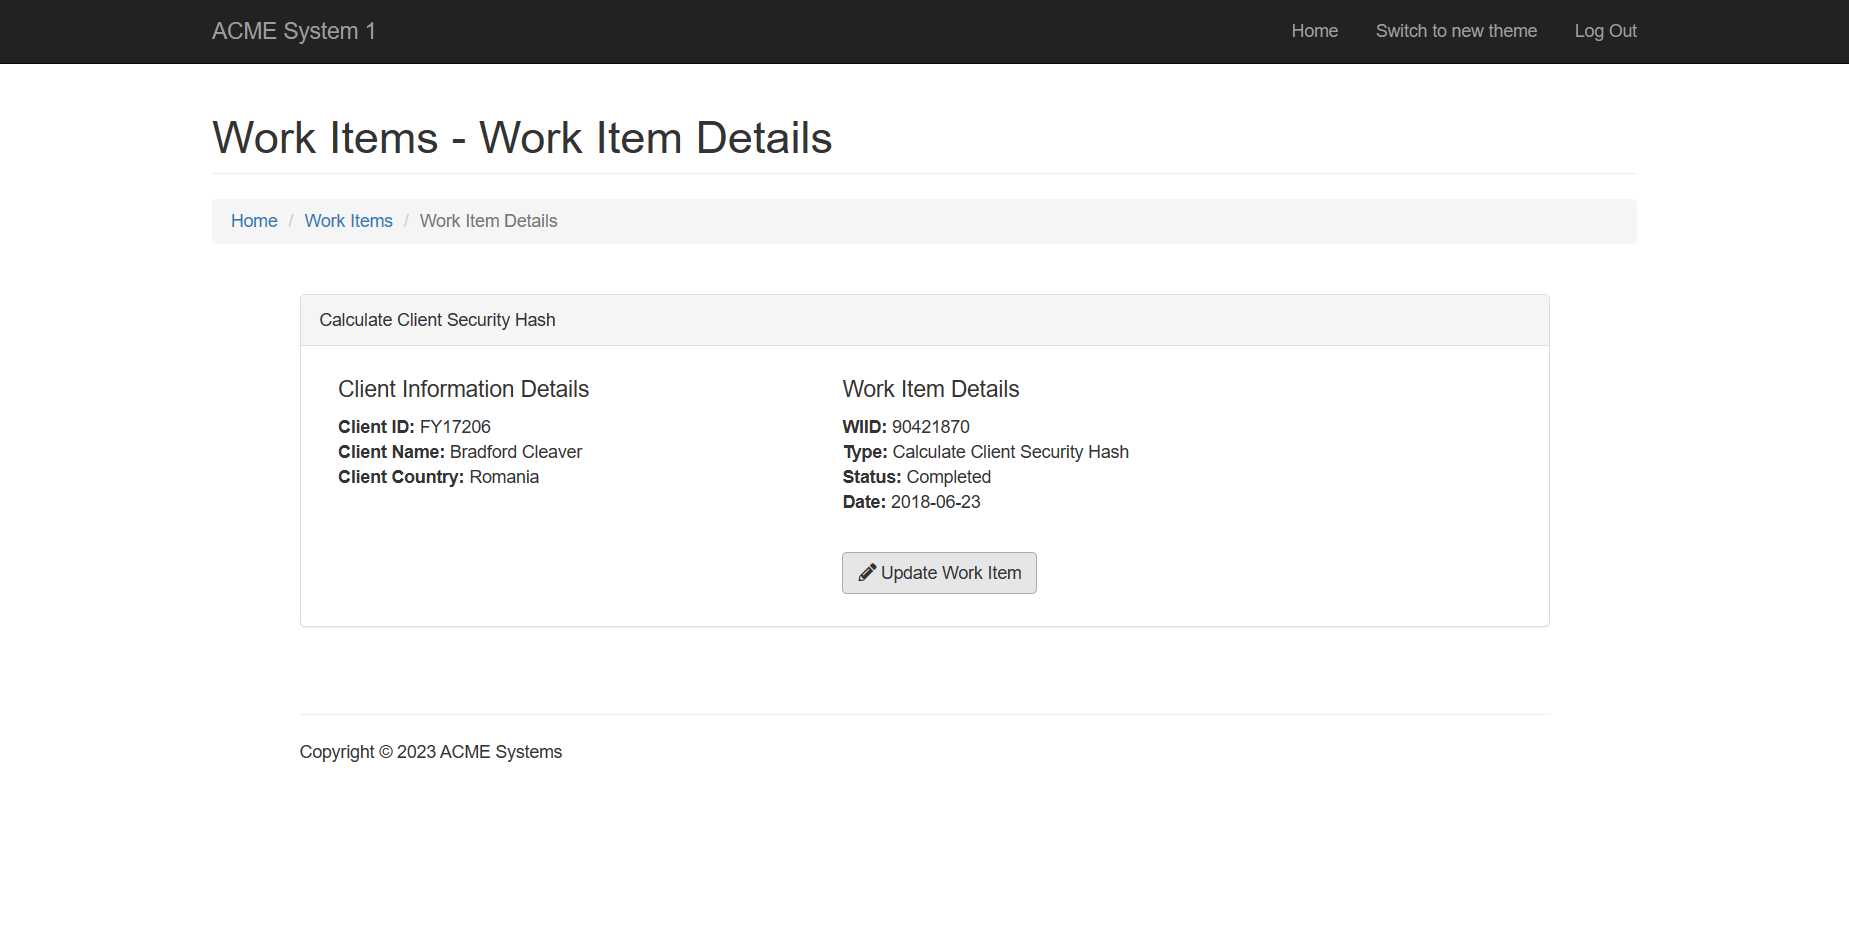 ACME System 1
Home
Switch to new theme
Log Out
Work Items - Work Item Details
Home / Work Items / Work Item Details
Calculate Client Security Hash
Client Information Details
Client ID: FY17206
Client Name: Bradford Cleaver
Client Country: Romania
Work Item Details
WIID: 90421870
Type: Calculate Client Security Hash
Status: Completed
Date: 2018-06-23
Update Work Item
Copyright © 2023 ACME Systems